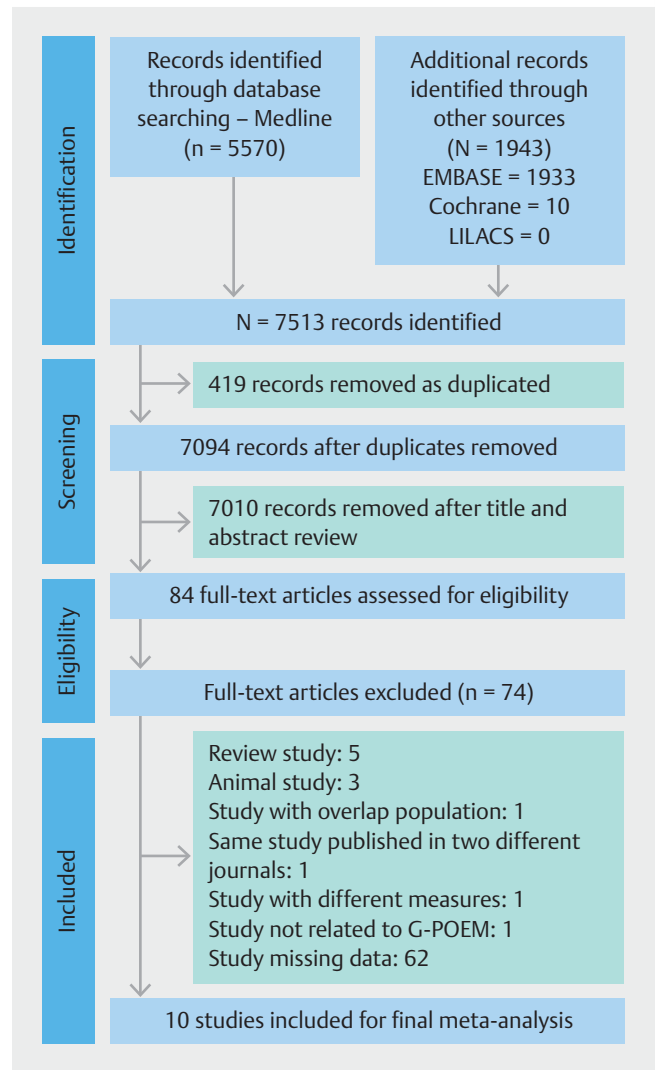 Identification
Records identified
through database
searching – Medline
(n = 5570)
Additional records
identified through
other sources
(N = 1943)
EMBASE = 1933
Cochrane = 10
LILACS = 0
N = 7513 records identified
Screening
419 records removed as duplicated
7094 records after duplicates removed
7010 records removed after title and
abstract review
Eligibility
84 full-text articles assessed for eligibility
Full-text articles excluded (n = 74)
Included
Review study: 5
Animal study: 3
Study with overlap population: 1
Same study published in two different
journals: 1
Study with different measures: 1
Study not related to G-POEM: 1
Study missing data: 62
10 studies included for final meta-analysis